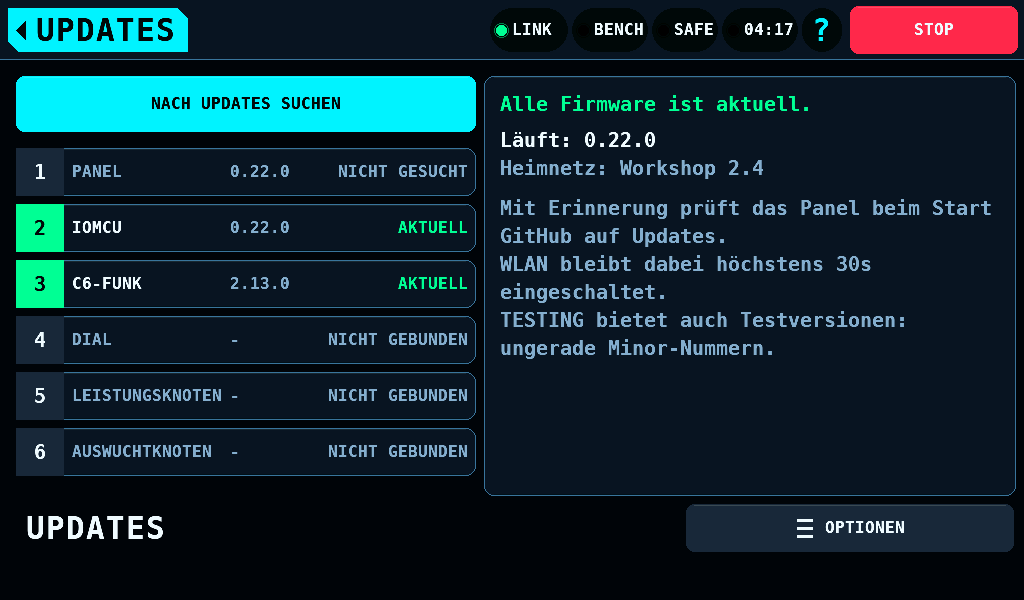 UPDATES
LINK
BENCH
SAFE
04:17
?
STOP
NACH UPDATES SUCHEN
1 PANEL 0.22.0 NICHT GESUCHT
2 IOMCU 0.22.0 AKTUELL
3 C6-FUNK 2.13.0 AKTUELL
4 DIAL - NICHT GEBUNDEN
5 LEISTUNGSKNOTEN - NICHT GEBUNDEN
6 AUSWUCHTKNOTEN - NICHT GEBUNDEN
Alle Firmware ist aktuell.
Läuft: 0.22.0
Heimnetz: Workshop 2.4
Mit Erinnerung prüft das Panel beim Start
GitHub auf Updates.
WLAN bleibt dabei höchstens 30s
eingeschaltet.
TESTING bietet auch Testversionen:
ungerade Minor-Nummern.
UPDATES
OPTIONEN